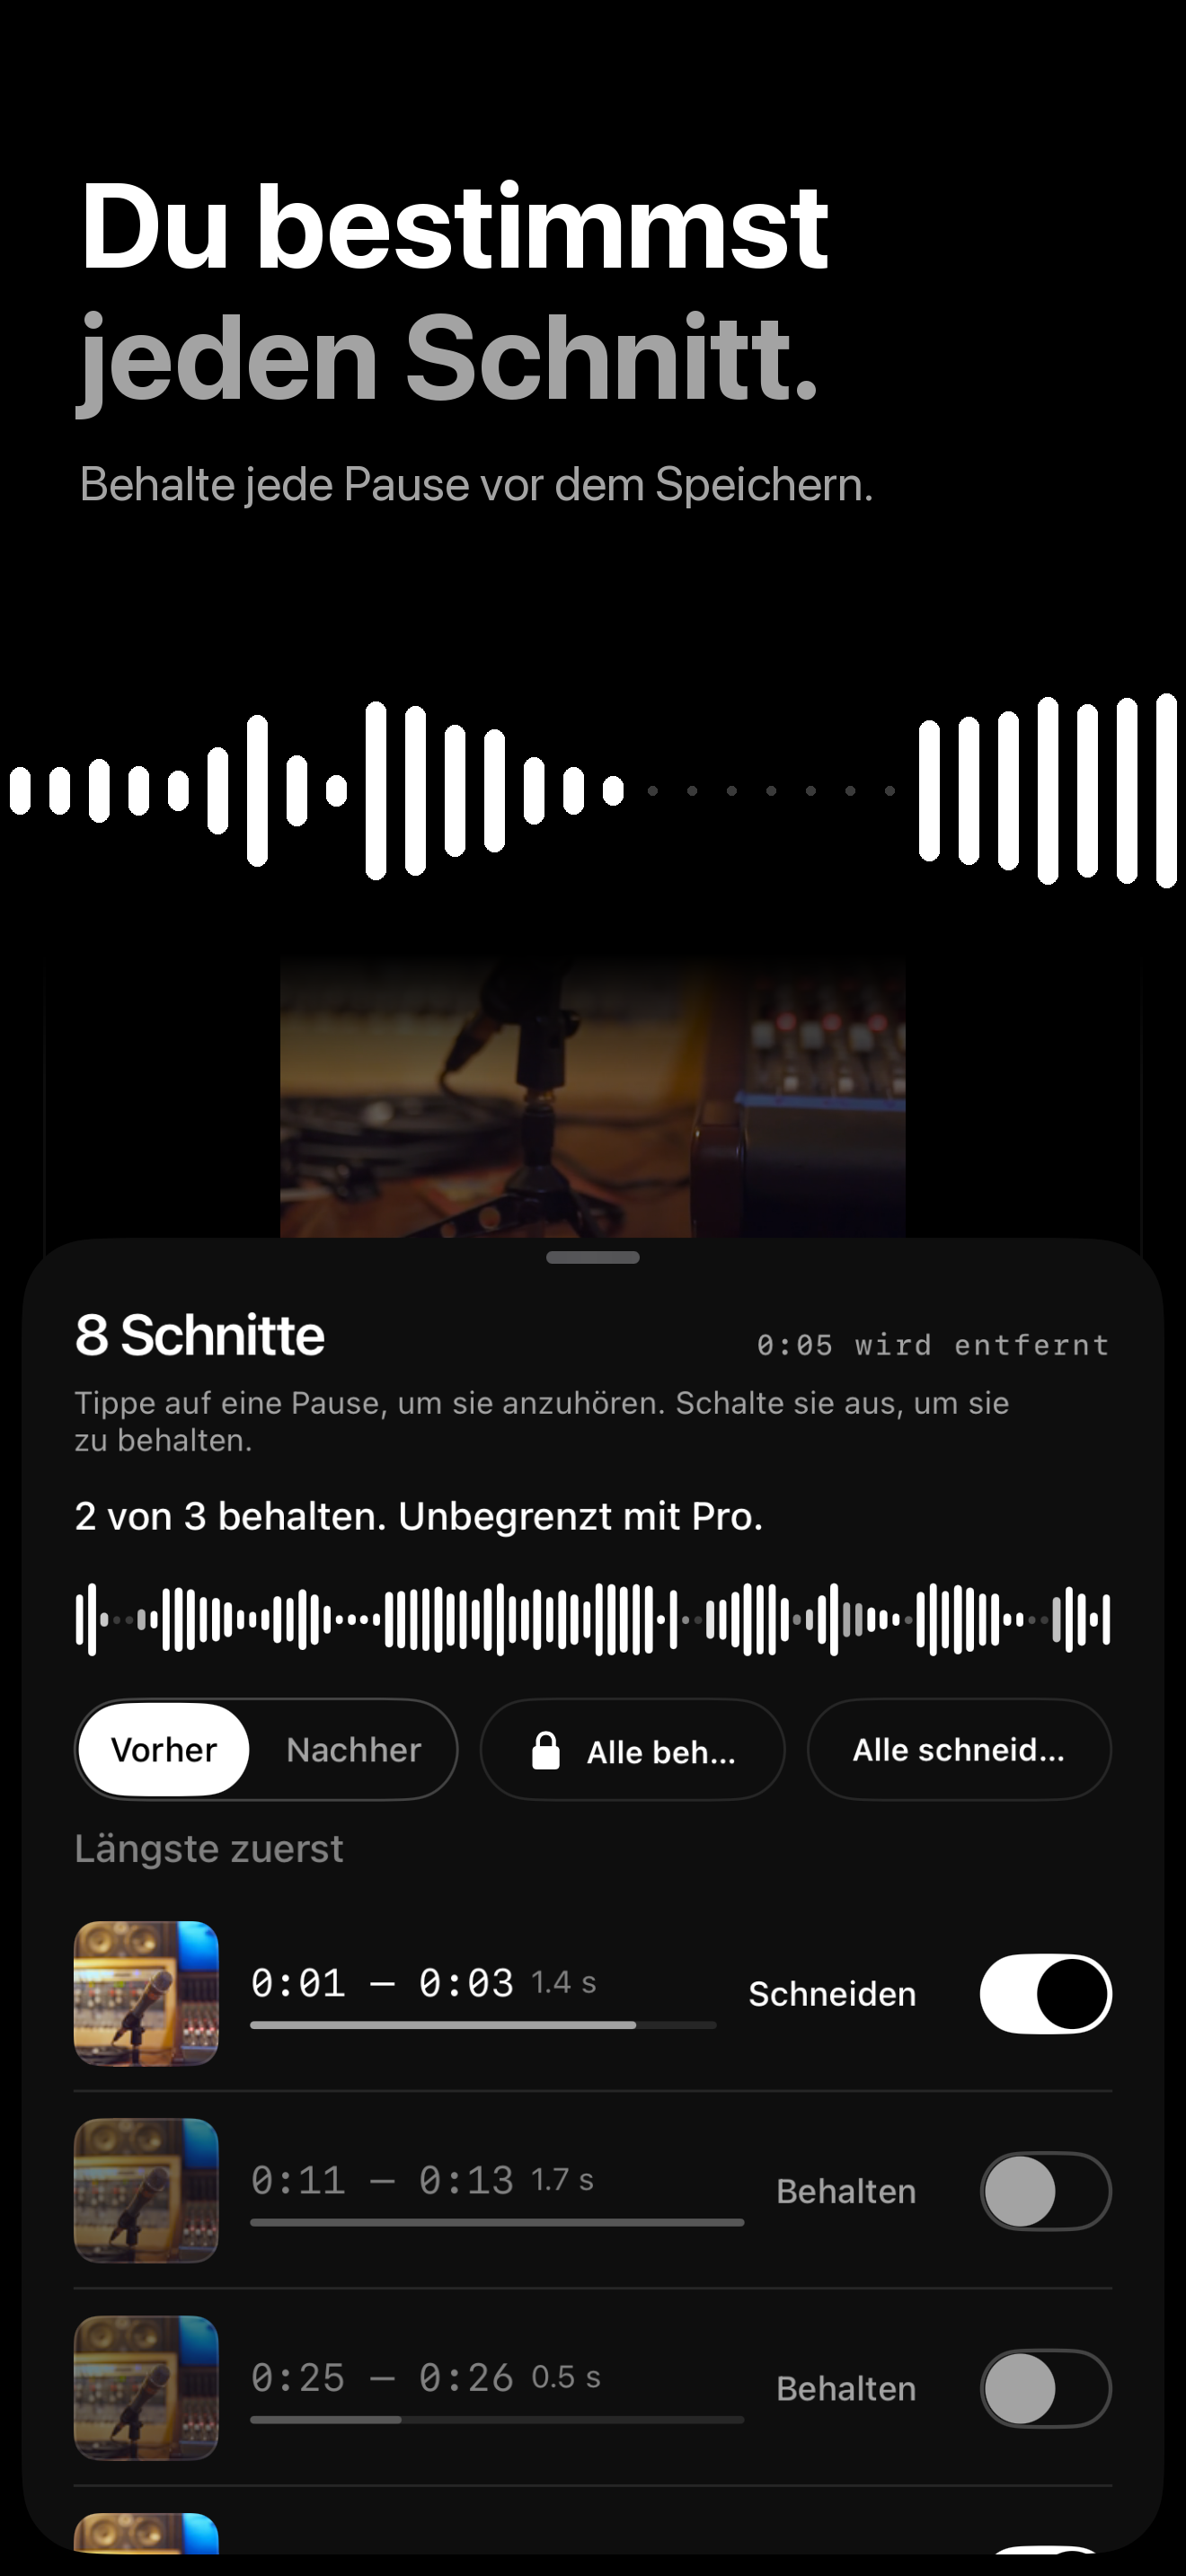 Du bestimmst
jeden Schnitt.
Behalte jede Pause vor dem Speichern.
8 Schnitte
0:05 wird entfernt
Tippe auf eine Pause, um sie anzuhören. Schalte sie aus, um sie
zu behalten.
2 von 3 behalten. Unbegrenzt mit Pro.
Vorher
Nachher
Alle beh...
Alle schneid...
Längste zuerst
0:01 — 0:03 1.4 s
Schneiden
0:11 — 0:13 1.7 s
Behalten
0:25 — 0:26 0.5 s
Behalten